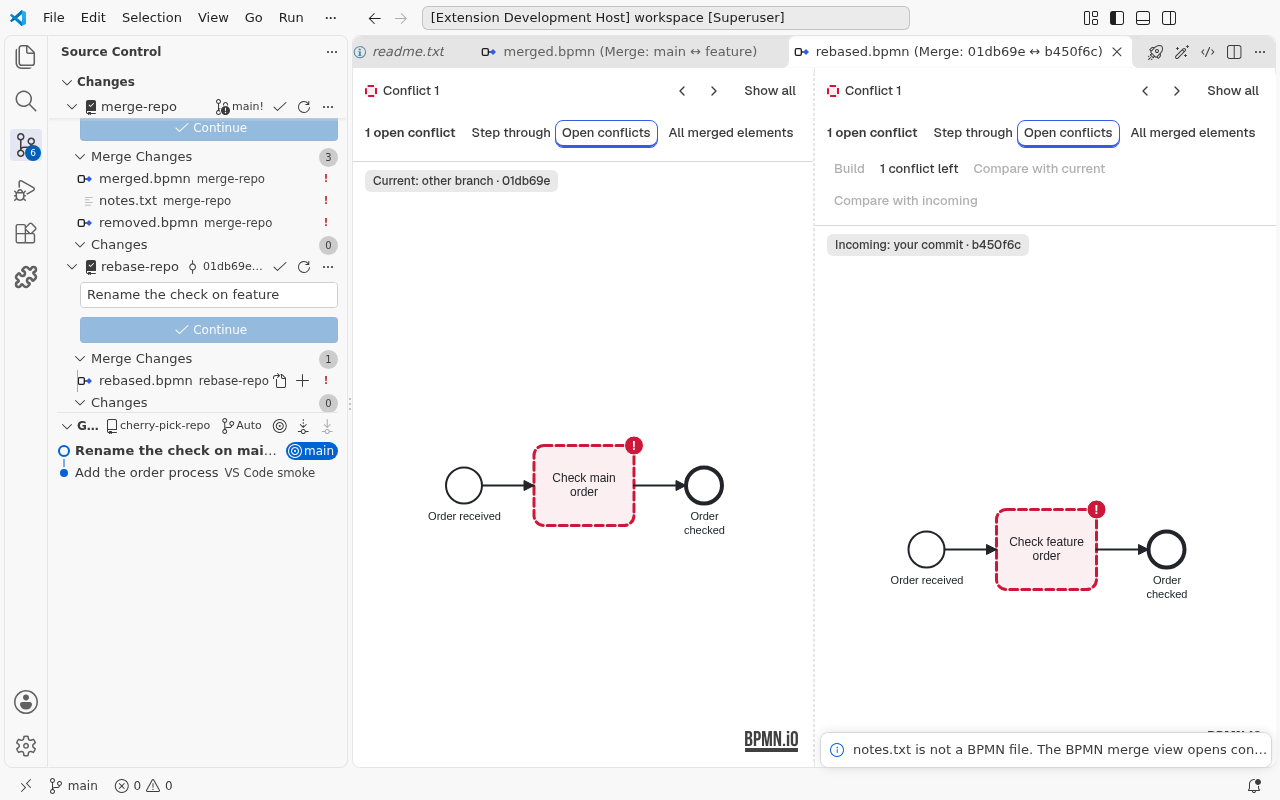 File Edit Selection View Go Run ···
[Extension Development Host] workspace [Superuser]
Source Control
Changes
merge-repo main!
Continue
Merge Changes 3
merged.bpmn merge-repo !
notes.txt merge-repo !
removed.bpmn merge-repo !
Changes 0
rebase-repo 01db69e...
Rename the check on feature
Continue
Merge Changes 1
rebased.bpmn rebase-repo !
Changes 0
G... cherry-pick-repo Auto
Rename the check on mai... main
Add the order process VS Code smoke
6
readme.txt
merged.bpmn (Merge: main ↔ feature)
rebased.bpmn (Merge: 01db69e ↔ b450f6c)
Conflict 1 Show all
1 open conflict Step through Open conflicts All merged elements
Current: other branch · 01db69e
Order received
Check main
order
!
Order
checked
BPMN.iO
Conflict 1 Show all
1 open conflict Step through Open conflicts All merged elements
Build 1 conflict left Compare with current
Compare with incoming
Incoming: your commit · b450f6c
Order received
Check feature
order
!
Order
checked
notes.txt is not a BPMN file. The BPMN merge view opens con...
main 0 0